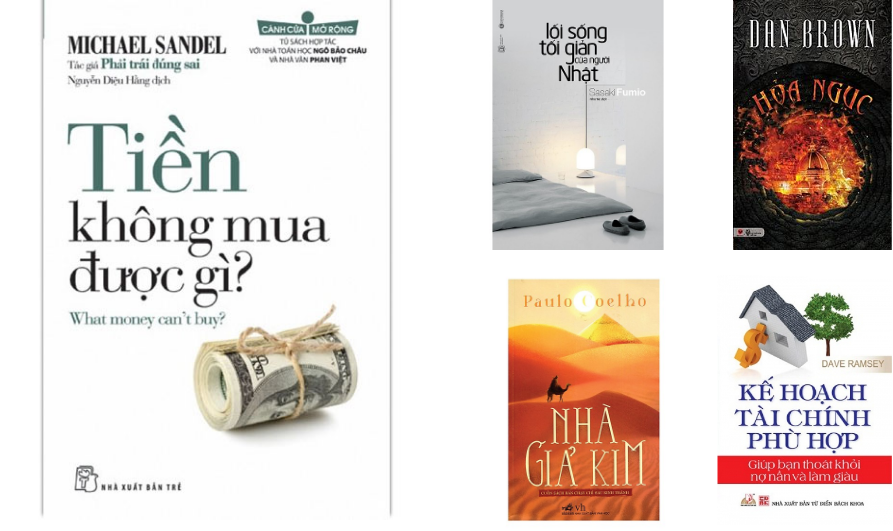 MICHAEL SANDEL
Tác giả Phải trái đúng sai
Nguyễn Diệu Hằng dịch
CÁNH CỬA MỞ RỘNG
TỦ SÁCH HỢP TÁC
VỚI NHÀ TOÁN HỌC NGÔ BẢO CHÂU
VÀ NHÀ VĂN PHAN VIỆT
Tiền
không mua
được gì?
What money can't buy?
NHÀ XUẤT BẢN TRẺ
lối sống
tối giản
của người
Nhật
Sasaki Fumio
DAN BROWN
HỎA NGỤC
Paulo Coelho
NHÀ
GIẢ KIM
DAVE RAMSEY
KẾ HOẠCH
TÀI CHÍNH
PHÙ HỢP
Giúp bạn thoát khỏi
nợ nần và làm giàu
NHÀ XUẤT BẢN TỪ ĐIỂN BÁCH KHOA